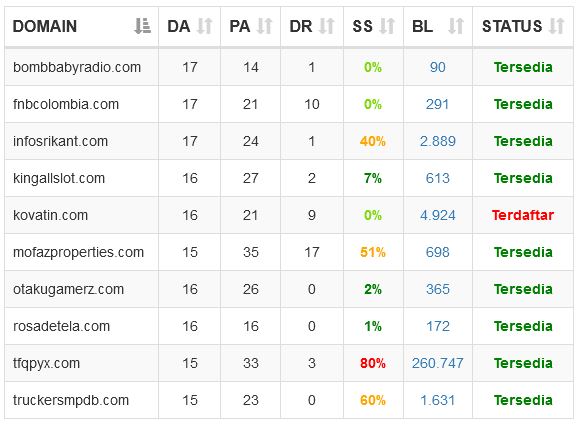 DOMAIN DA PA DR SS BL STATUS
bombbabyradio.com 17 14 1 0% 90 Tersedia
fnbcolombia.com 17 21 10 0% 291 Tersedia
infosrikant.com 17 24 1 40% 2.889 Tersedia
kingallslot.com 16 27 2 7% 613 Tersedia
kovatin.com 16 21 9 0% 4.924 Terdaftar
mofazproperties.com 15 35 17 51% 698 Tersedia
otakugamerz.com 16 26 0 2% 365 Tersedia
rosadetela.com 16 16 0 1% 172 Tersedia
tfqpyx.com 15 33 3 80% 260.747 Tersedia
truckersmpdb.com 15 23 0 60% 1.631 Tersedia